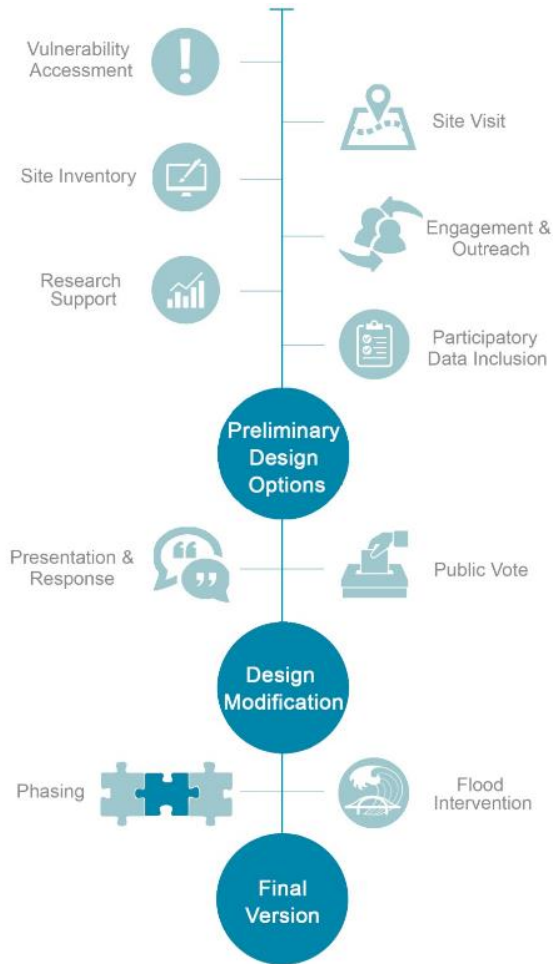 Vulnerability
Accessment
Site Visit
Site Inventory
Engagement &
Outreach
Research
Support
Participatory
Data Inclusion
Preliminary
Design
Options
Presentation &
Response
Public Vote
Design
Modification
Phasing
Flood
Intervention
Final
Version